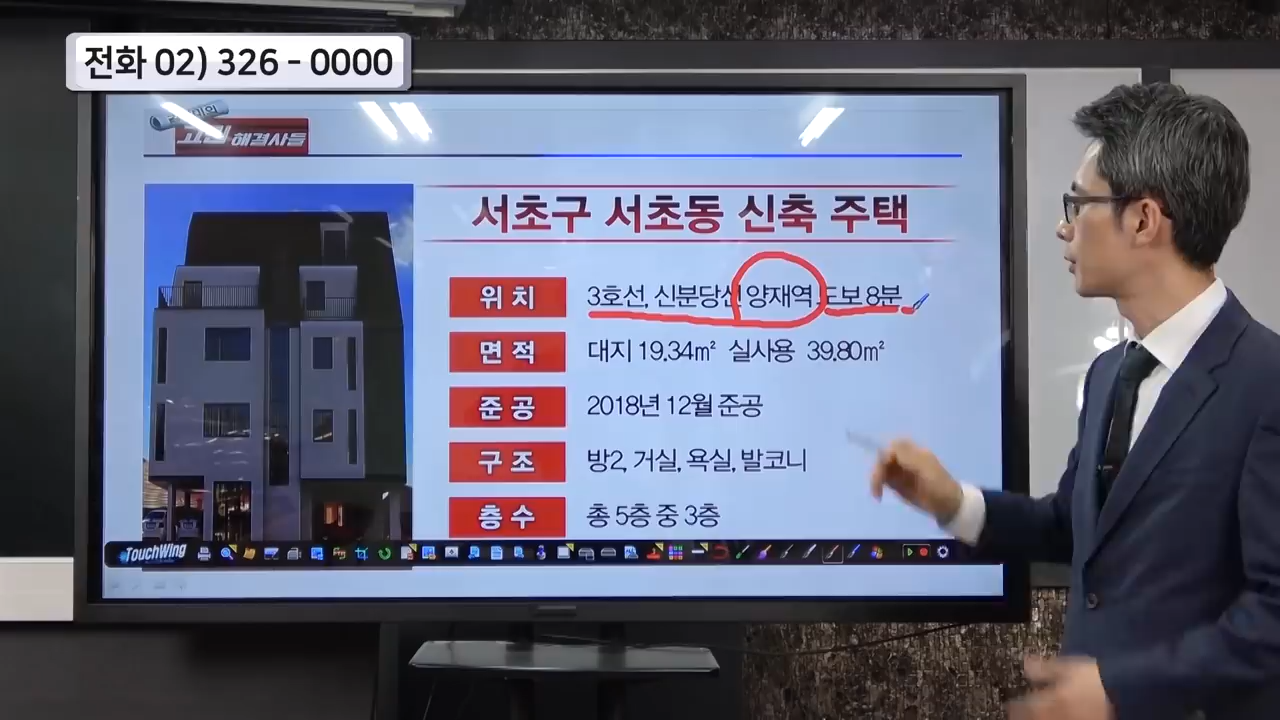 전화 02) 326 - 0000
고민 해결사들
서초구 서초동 신축 주택
위 치 3호선, 신분당선 양재역 도보 8분
면 적 대지 19.34㎡ 실사용 39.80㎡
준 공 2018년 12월 준공
구 조 방2, 거실, 욕실, 발코니
층 수 총 5층 중 3층
TouchWing